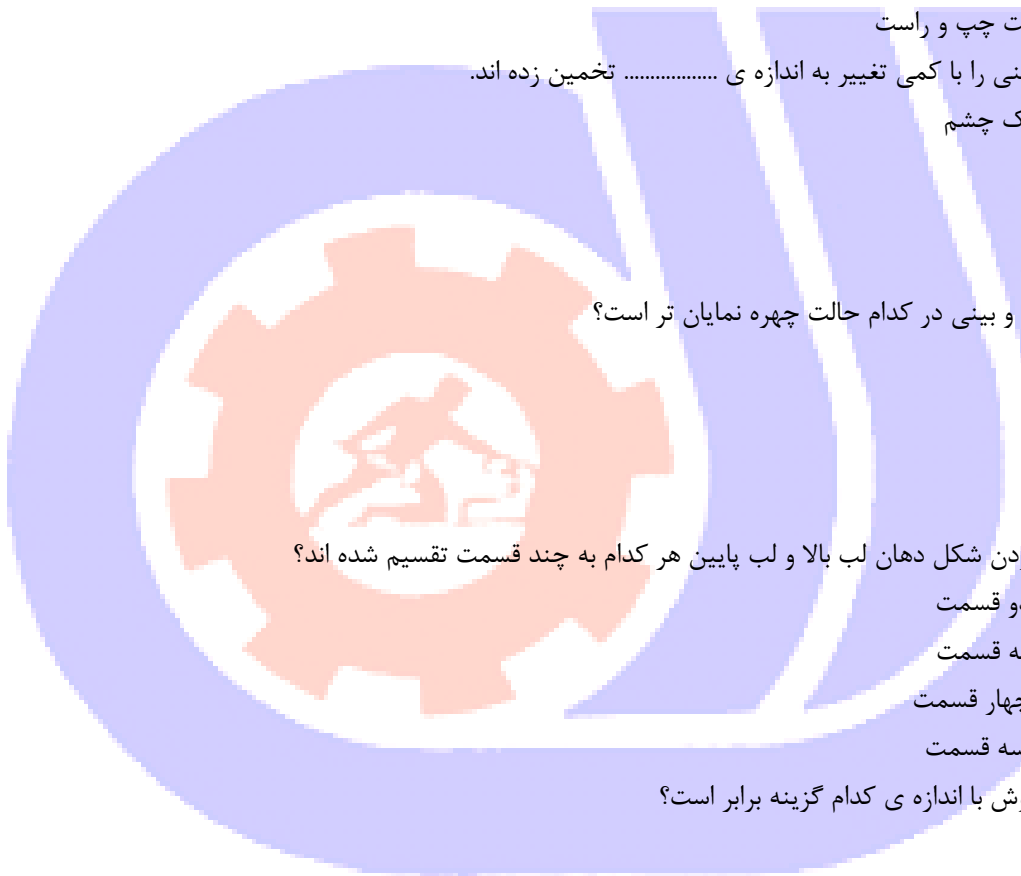 ت چپ و راست
نی را با کمی تغییر به اندازه ی .................. تخمین زده اند.
ک چشم
و بینی در کدام حالت چهره نمایان تر است؟
دن شکل دهان لب بالا و لب پایین هر کدام به چند قسمت تقسیم شده اند؟
و قسمت
ه قسمت
چهار قسمت
سه قسمت
ش با اندازه ی کدام گزینه برابر است؟